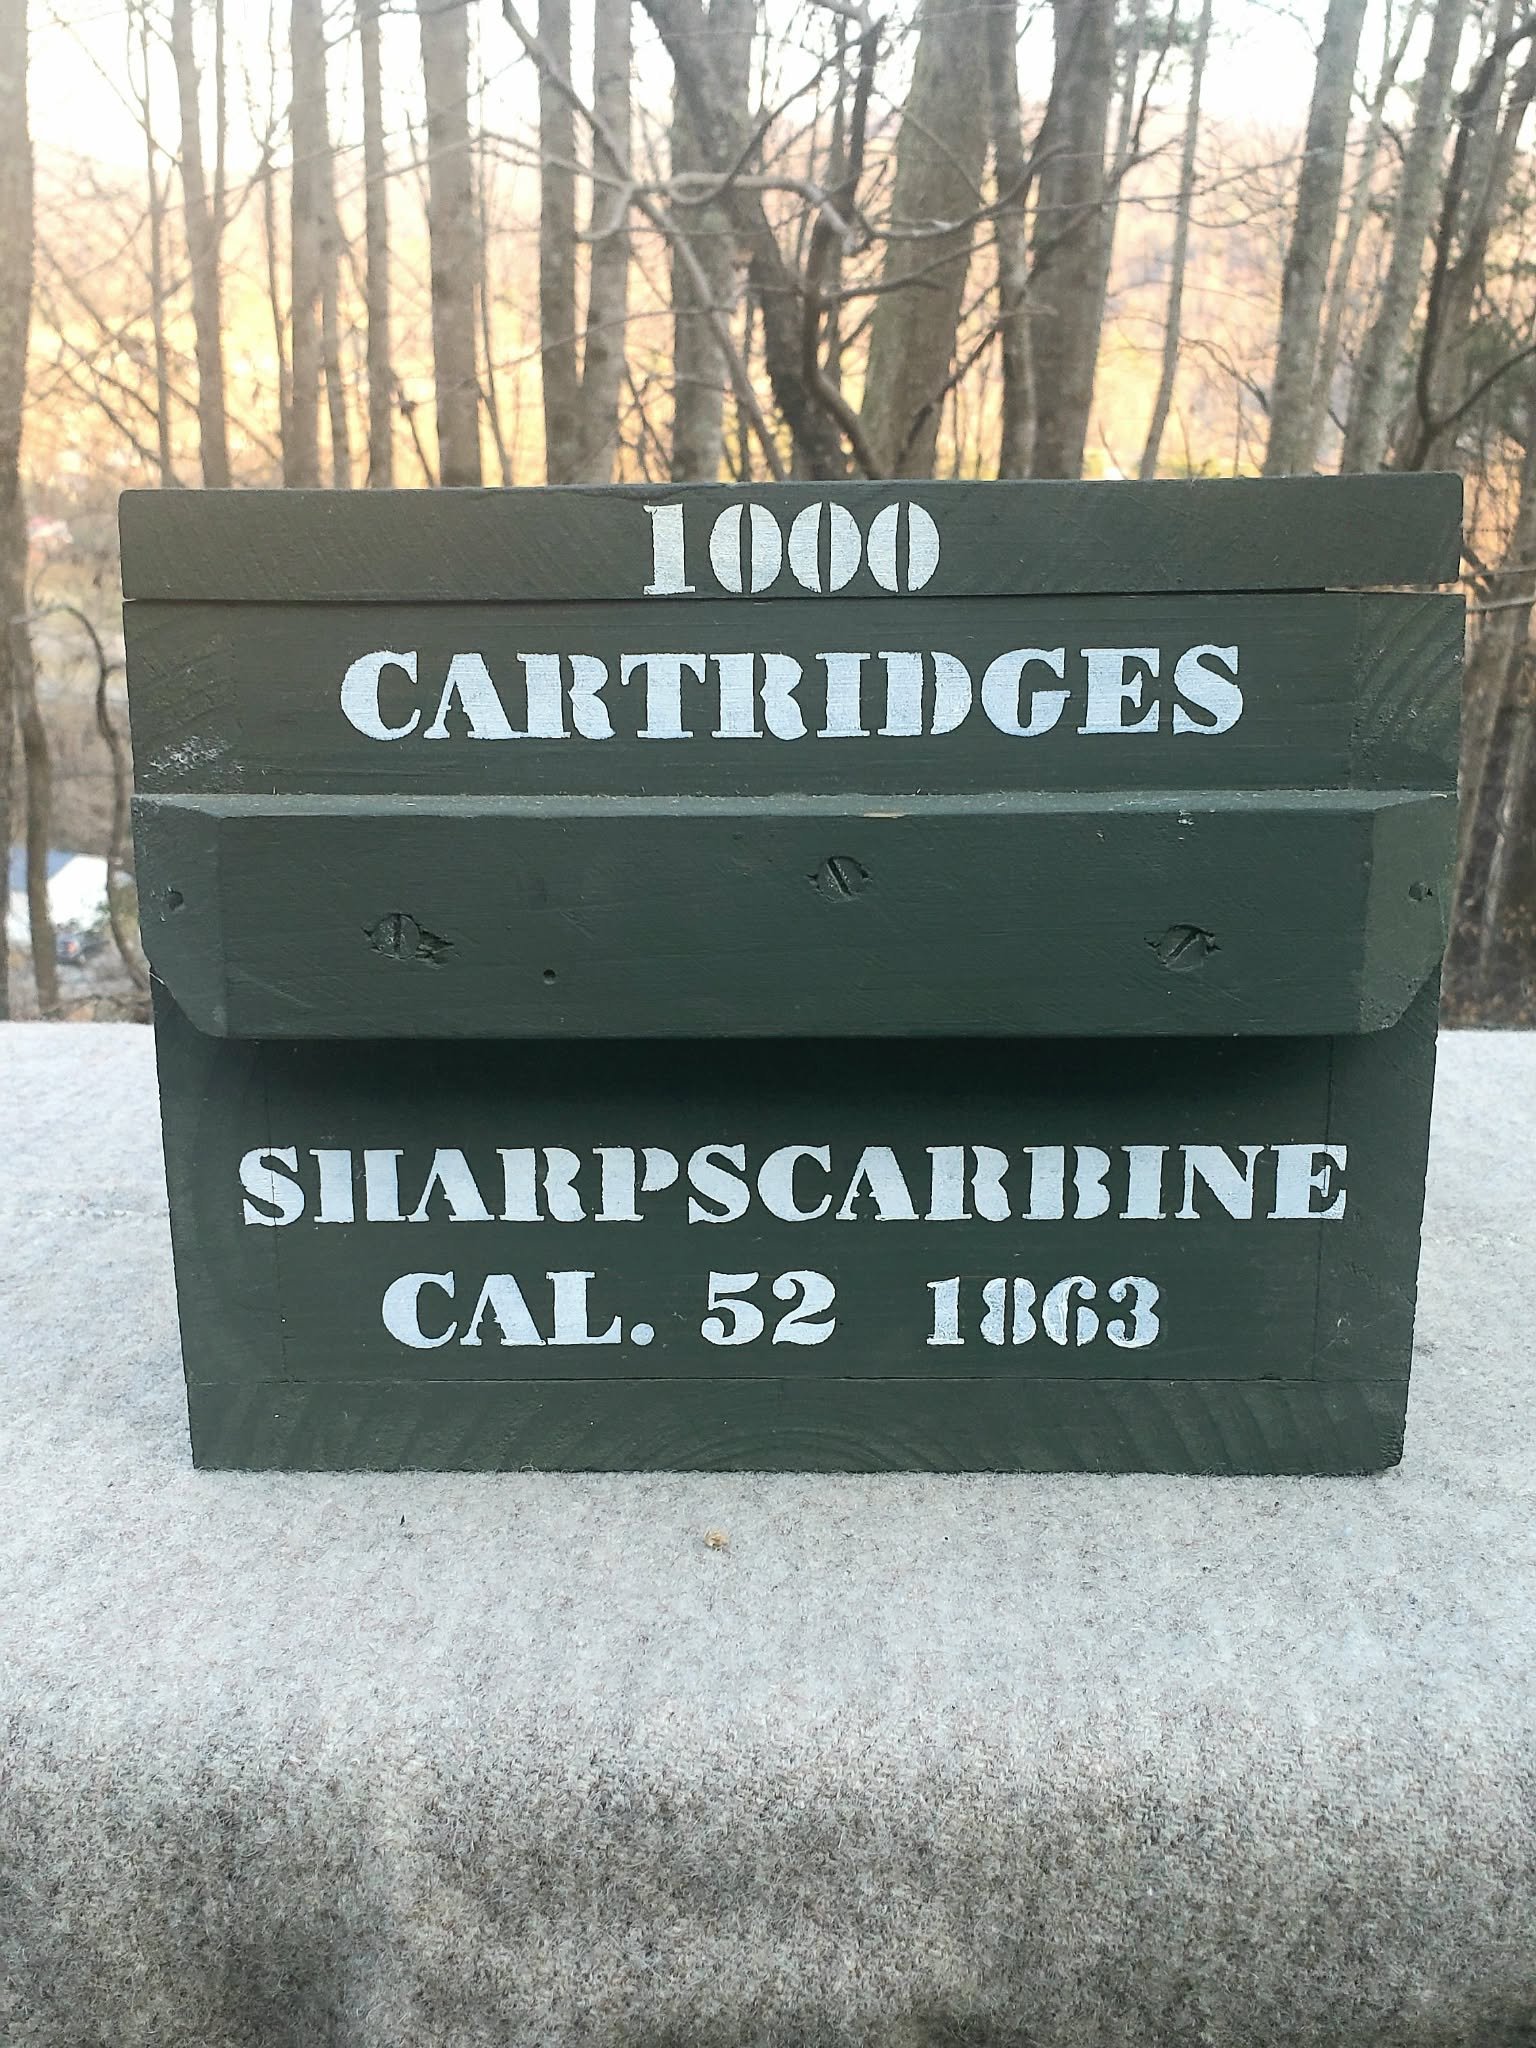 1000
CARTRIDGES
SHARPSCARBINE
CAL. 52 1863